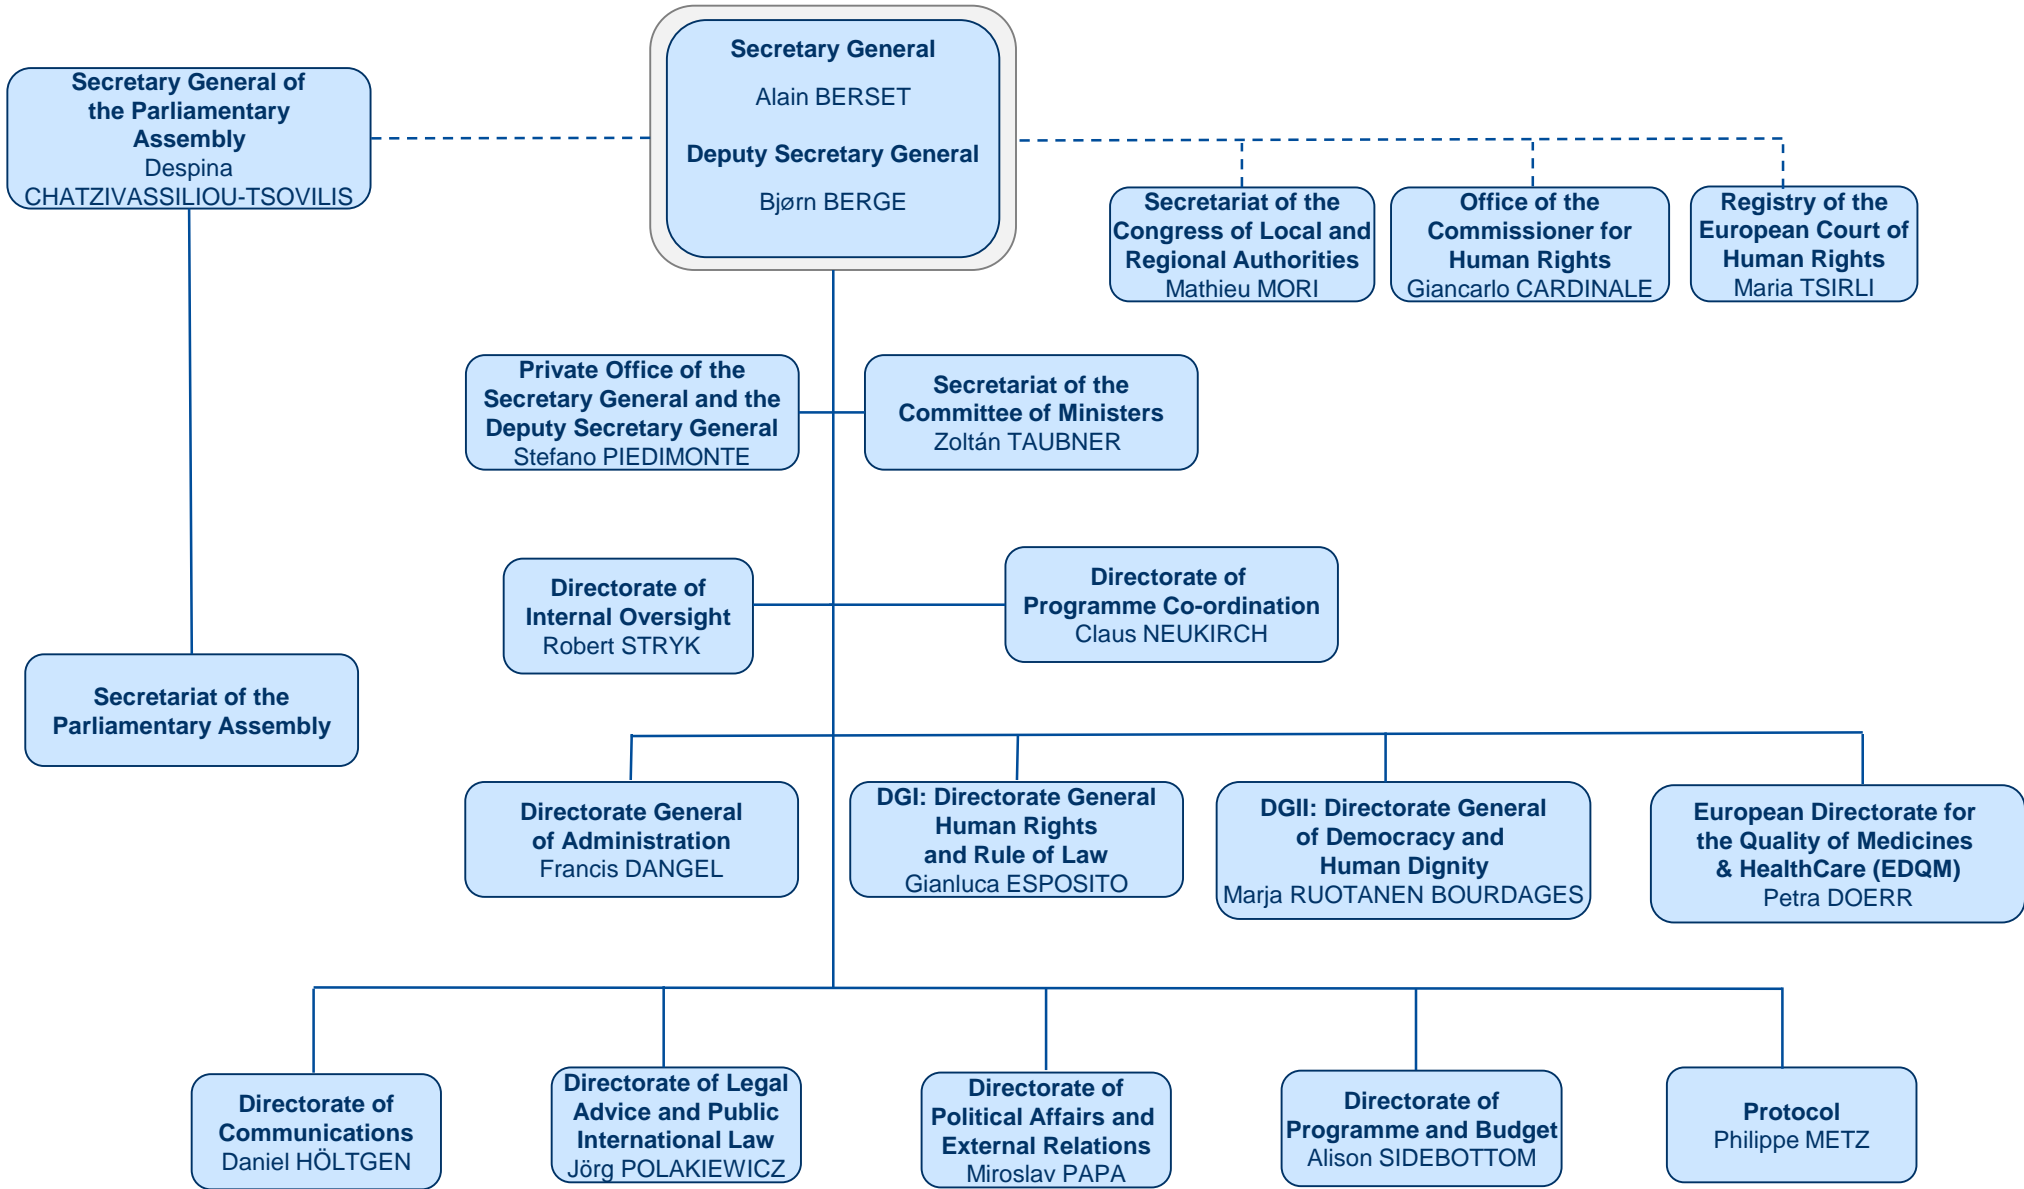 Secretary General
Alain BERSET
Deputy Secretary General
Bjørn BERGE
Secretary General of
the Parliamentary
Assembly
Despina
CHATZIVASSILIOU-TSOVILIS
Secretariat of the
Congress of Local and
Regional Authorities
Mathieu MORI
Office of the
Commissioner for
Human Rights
Giancarlo CARDINALE
Registry of the
European Court of
Human Rights
Maria TSIRLI
Private Office of the
Secretary General and the
Deputy Secretary General
Stefano PIEDIMONTE
Secretariat of the
Committee of Ministers
Zoltán TAUBNER
Directorate of
Internal Oversight
Robert STRYK
Directorate of
Programme Co-ordination
Claus NEUKIRCH
Secretariat of the
Parliamentary Assembly
Directorate General
of Administration
Francis DANGEL
DGI: Directorate General
Human Rights
and Rule of Law
Gianluca ESPOSITO
DGII: Directorate General
of Democracy and
Human Dignity
Marja RUOTANEN BOURDAGES
European Directorate for
the Quality of Medicines
& HealthCare (EDQM)
Petra DOERR
Directorate of
Communications
Daniel HÖLTGEN
Directorate of Legal
Advice and Public
International Law
Jörg POLAKIEWICZ
Directorate of
Political Affairs and
External Relations
Miroslav PAPA
Directorate of
Programme and Budget
Alison SIDEBOTTOM
Protocol
Philippe METZ